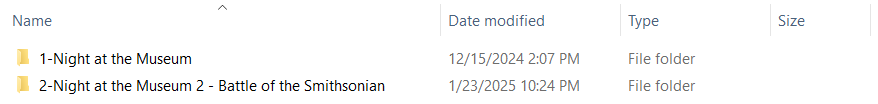 Name Date modified Type Size
1-Night at the Museum 12/15/2024 2:07 PM File folder
2-Night at the Museum 2 - Battle of the Smithsonian 1/23/2025 10:24 PM File folder